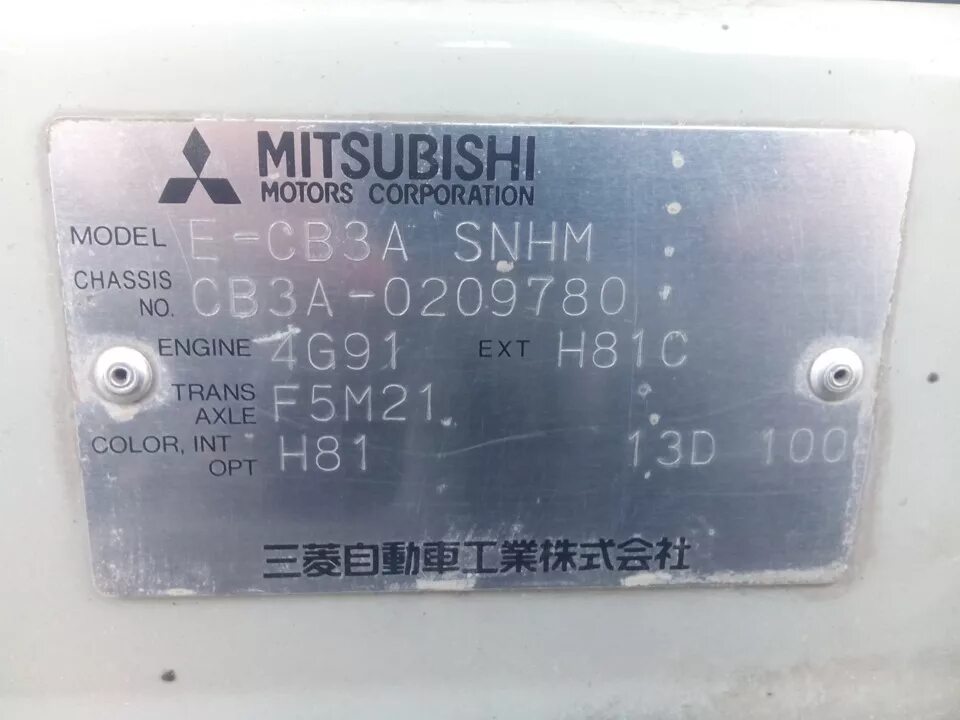 MITSUBISHI
MOTORS CORPORATION
MODEL E-CB3A SNHM
CHASSIS NO. CB3A-0209780
ENGINE 4G91 EXT H81C
TRANS AXLE F5M21
COLOR, INT OPT H81 13D 100
三菱自動車工業株式会社